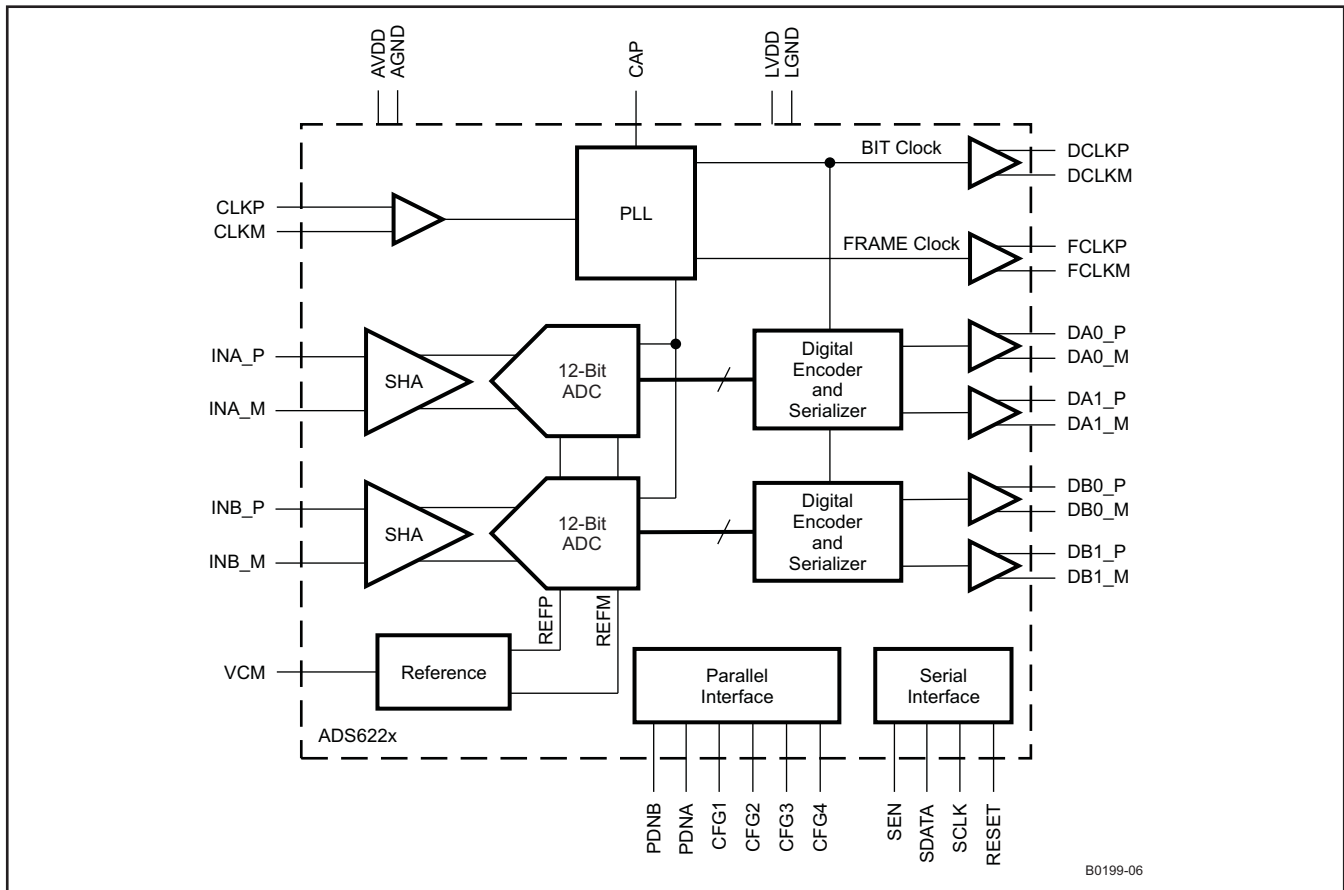 AVDD
AGND
CAP
LVDD
LGND
BIT Clock
DCLKP
DCLKM
PLL
CLKP
CLKM
FRAME Clock
FCLKP
FCLKM
INA_P
INA_M
SHA
12-Bit
ADC
Digital
Encoder
and
Serializer
DA0_P
DA0_M
DA1_P
DA1_M
INB_P
INB_M
SHA
12-Bit
ADC
Digital
Encoder
and
Serializer
DB0_P
DB0_M
DB1_P
DB1_M
REFP
REFM
VCM
Reference
Parallel
Interface
Serial
Interface
ADS622x
PDNB
PDNA
CFG1
CFG2
CFG3
CFG4
SEN
SDATA
SCLK
RESET
B0199-06